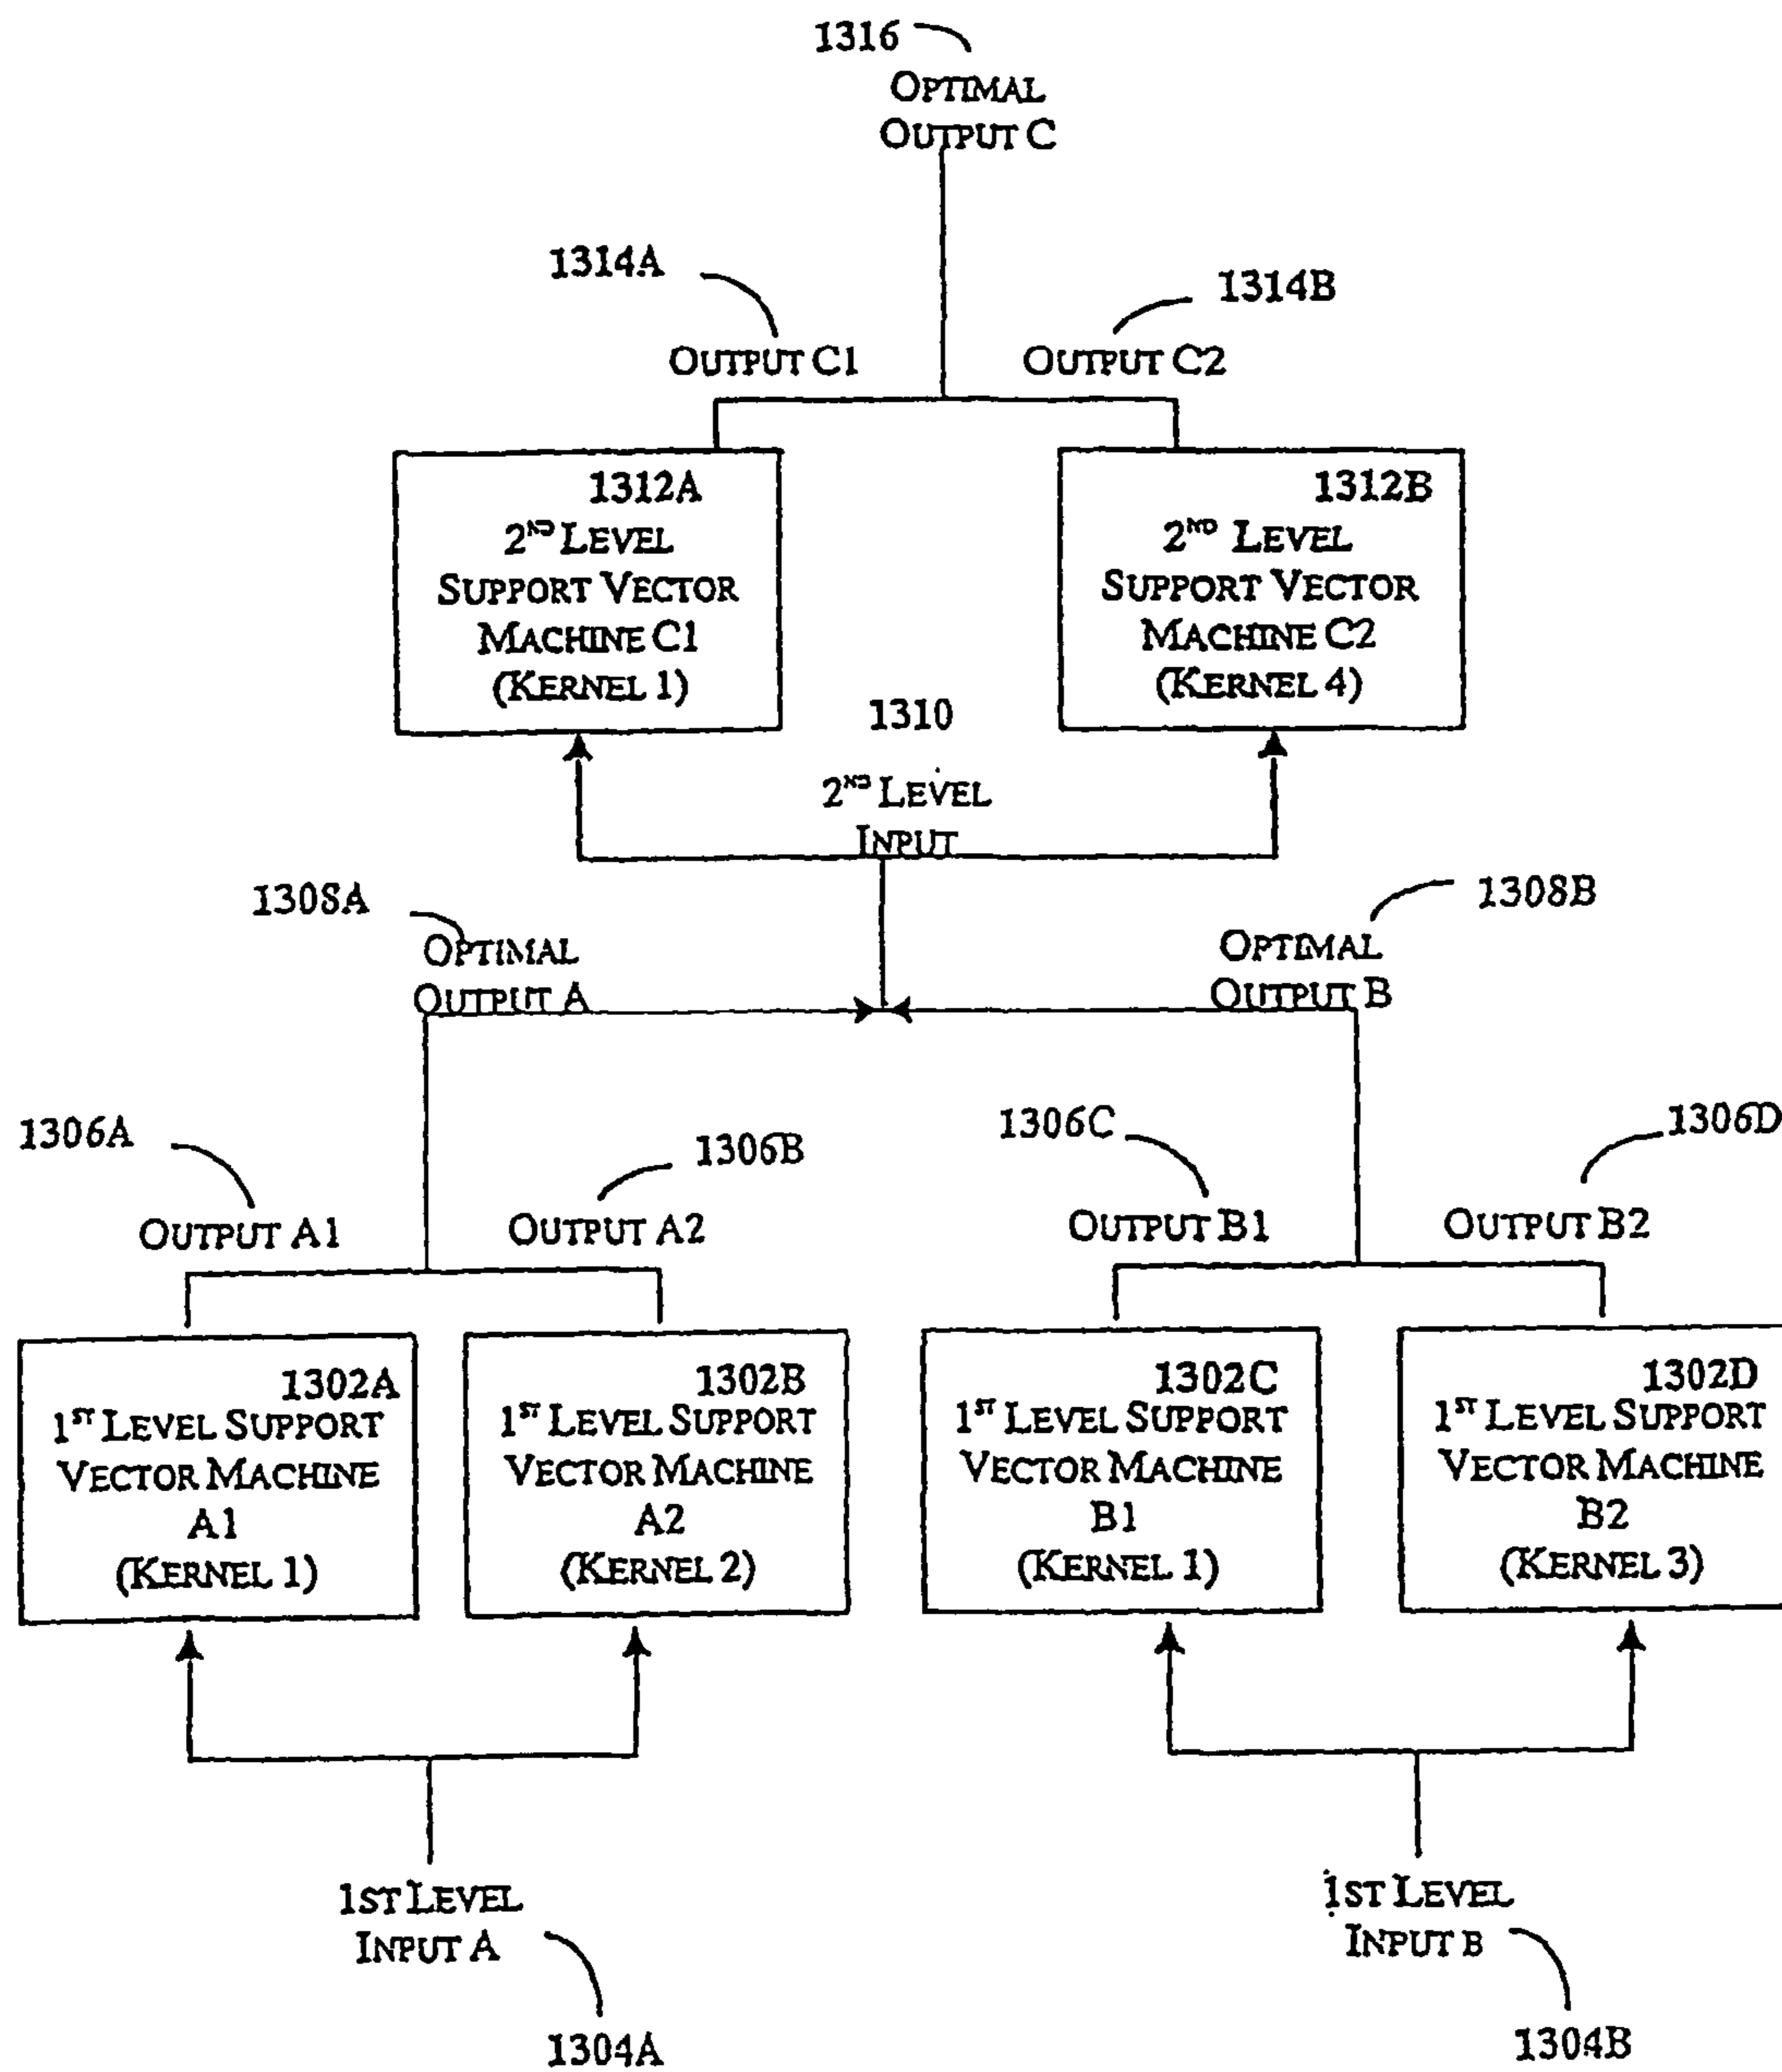 1316
OPTIMAL
OUTPUT C
1314A
1314B
OUTPUT C1
OUTPUT C2
1312A
2ND LEVEL
SUPPORT VECTOR
MACHINE C1
(KERNEL 1)
1312B
2ND LEVEL
SUPPORT VECTOR
MACHINE C2
(KERNEL 4)
1310
2ND LEVEL
INPUT
1308A
OPTIMAL
OUTPUT A
1308B
OPTIMAL
OUTPUT B
1306A
1306B
1306C
1306D
OUTPUT A1
OUTPUT A2
OUTPUT B1
OUTPUT B2
1302A
1ST LEVEL SUPPORT
VECTOR MACHINE
A1
(KERNEL 1)
1302B
1ST LEVEL SUPPORT
VECTOR MACHINE
A2
(KERNEL 2)
1302C
1ST LEVEL SUPPORT
VECTOR MACHINE
B1
(KERNEL 1)
1302D
1ST LEVEL SUPPORT
VECTOR MACHINE
B2
(KERNEL 3)
1ST LEVEL
INPUT A
1304A
1ST LEVEL
INPUT B
1304B